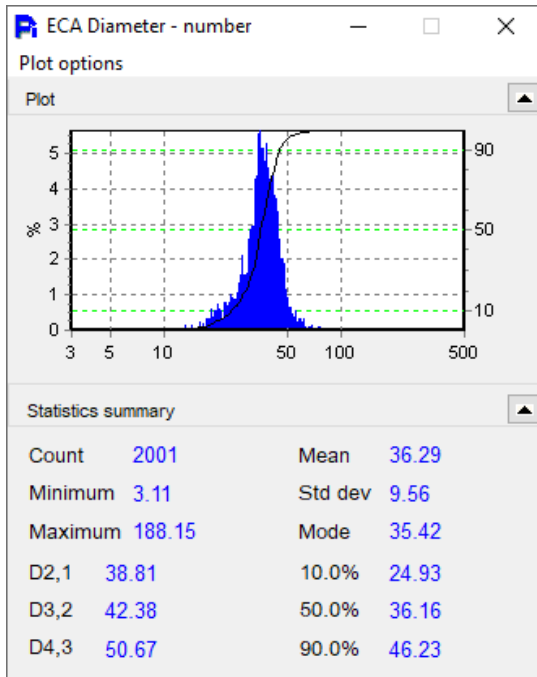 ECA Diameter - number
Plot options
Plot
5
4
3
2
1
0
%
90
50
10
3 5 10 50 100 500
Statistics summary
Count 2001 Mean 36.29
Minimum 3.11 Std dev 9.56
Maximum 188.15 Mode 35.42
D2,1 38.81 10.0% 24.93
D3,2 42.38 50.0% 36.16
D4,3 50.67 90.0% 46.23